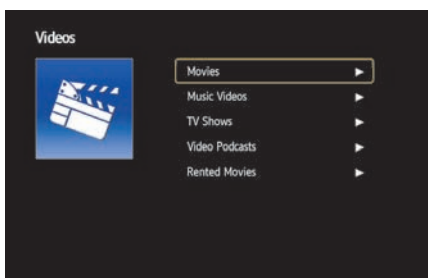 Videos
Movies
Music Videos
TV Shows
Video Podcasts
Rented Movies